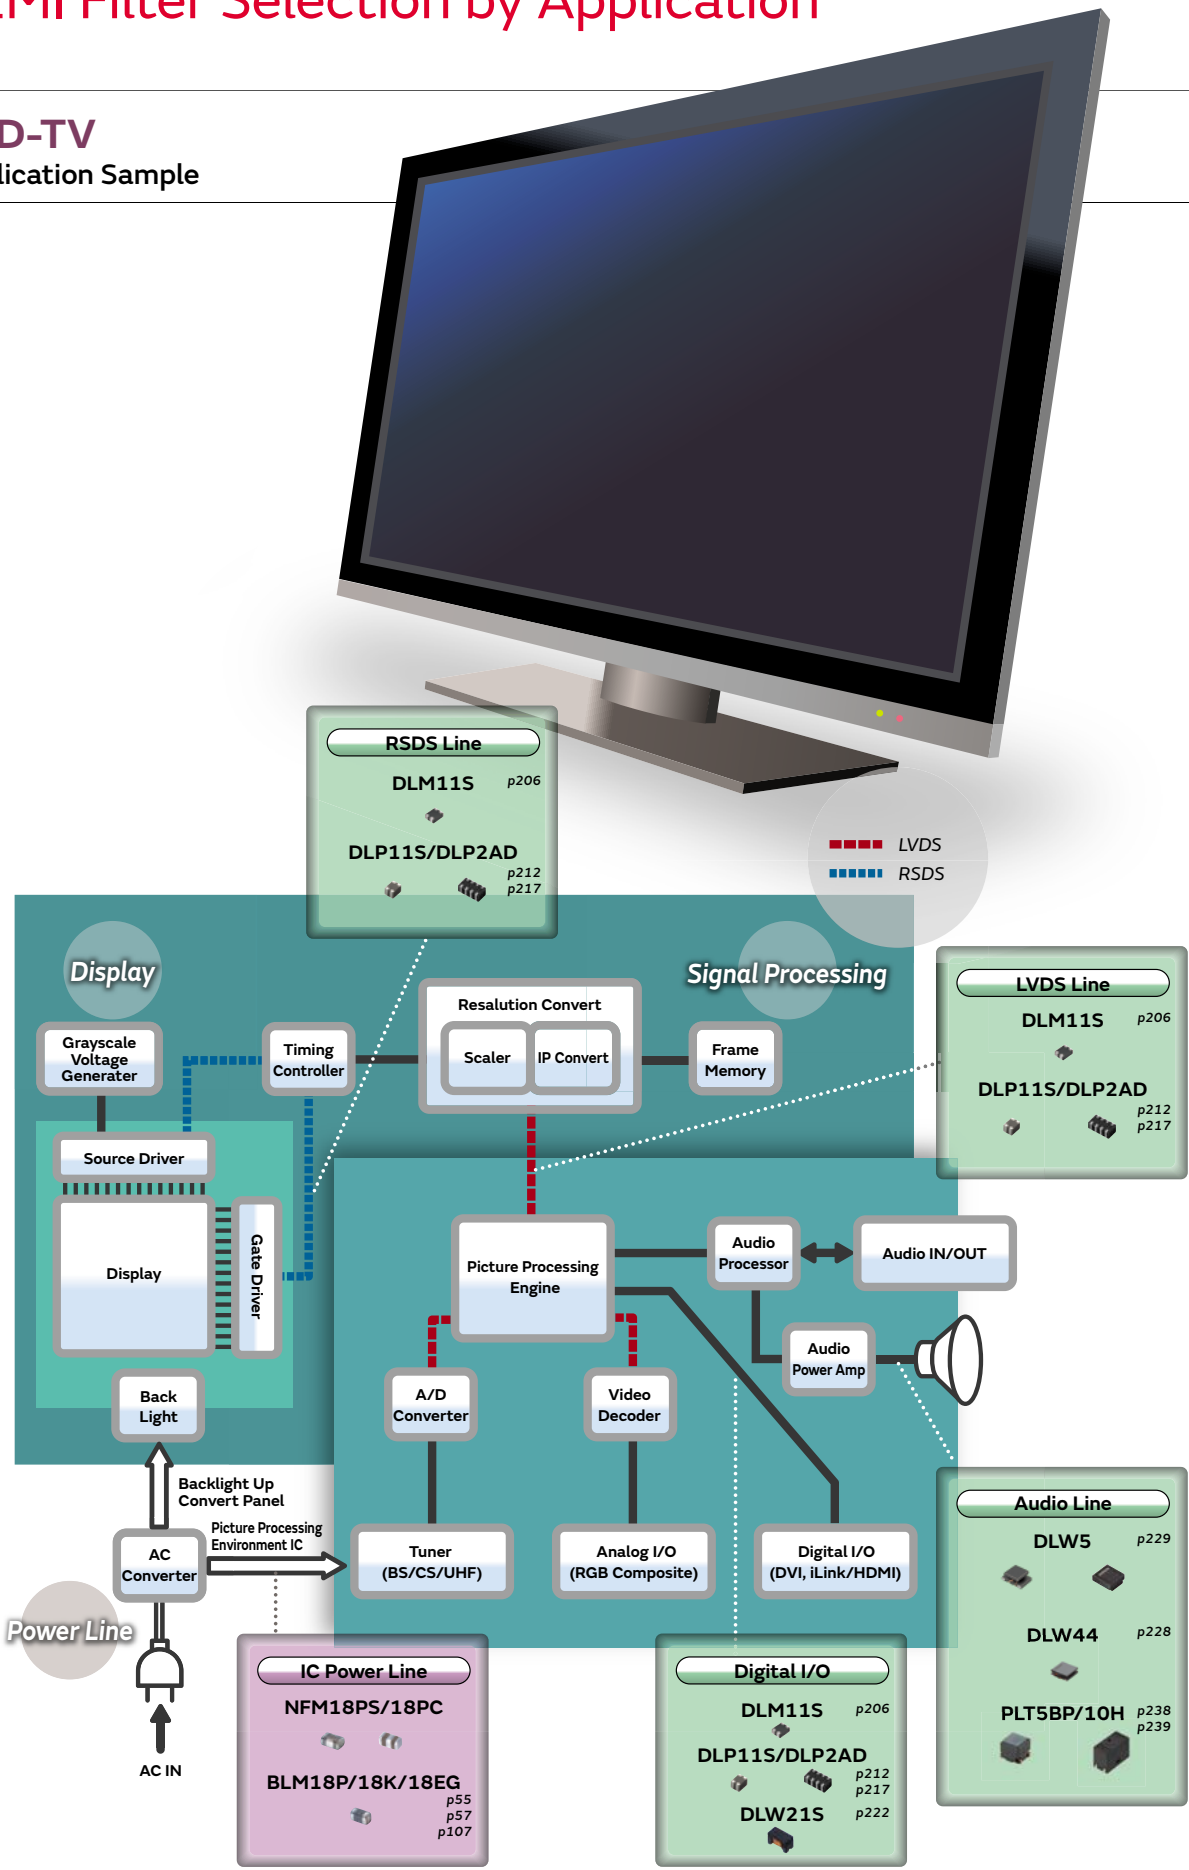 EMI Filter Selection by Application
D-TV
lication Sample
RSDS Line
DLM11S p206
DLP11S/DLP2AD
p212
p217
LVDS
RSDS
Display
Signal Processing
LVDS Line
DLM11S p206
DLP11S/DLP2AD
p212
p217
Resalution Convert
Scaler
IP Convert
Grayscale
Voltage
Generater
Timing
Controller
Frame
Memory
Source Driver
Display
Gate Driver
Back
Light
Picture Processing
Engine
Audio
Processor
Audio IN/OUT
Audio
Power Amp
A/D
Converter
Video
Decoder
Backlight Up
Convert Panel
Picture Processing
Environment IC
AC
Converter
Tuner
(BS/CS/UHF)
Analog I/O
(RGB Composite)
Digital I/O
(DVI, iLink/HDMI)
Power Line
AC IN
IC Power Line
NFM18PS/18PC
BLM18P/18K/18EG
p55
p57
p107
Digital I/O
DLM11S p206
DLP11S/DLP2AD
p212
p217
DLW21S p222
Audio Line
DLW5 p229
DLW44 p228
PLT5BP/10H p238
p239